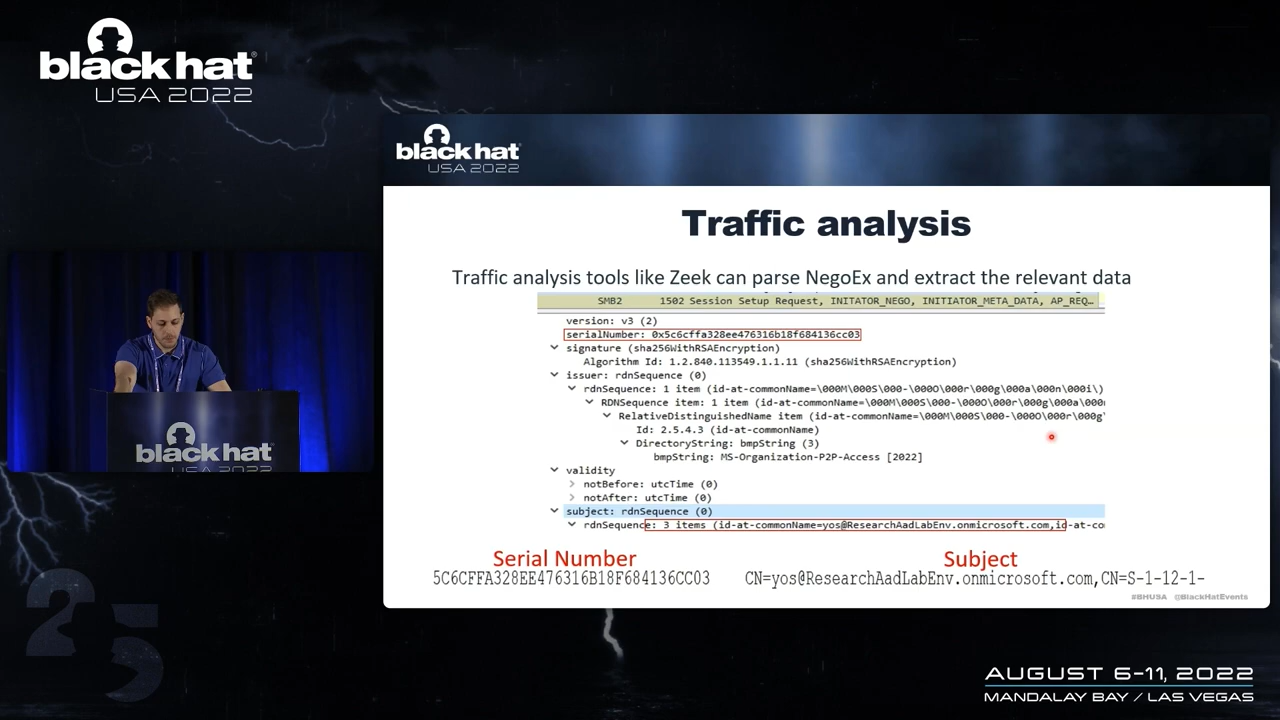 black hat®
USA 2022
black hat
USA 2022
Traffic analysis
Traffic analysis tools like Zeek can parse NegoEx and extract the relevant data
SMB2 1502 Session Setup Request, INITATOR_NEGO, INITIATOR_META_DATA, AP_REQ…
version: v3 (2)
serialNumber: 0x5c6cffa328ee476316b18f684136cc03
signature (sha256WithRSAEncryption)
Algorithm Id: 1.2.840.113549.1.1.11 (sha256WithRSAEncryption)
issuer: rdnSequence (0)
rdnSequence: 1 item (id-at-commonName=\000M\000S\000-\000O\000r\000g\000a\000n\000i\)
RDNSequence item: 1 item (id-at-commonName=\000M\000S\000-\000O\000r\000g\000a\000
RelativeDistinguishedName item (id-at-commonName=\000M\000S\000-\000O\000r\000g
Id: 2.5.4.3 (id-at-commonName)
DirectoryString: bmpString (3)
bmpString: MS-Organization-P2P-Access [2022]
validity
notBefore: utcTime (0)
notAfter: utcTime (0)
subject: rdnSequence (0)
rdnSequence: 3 items (id-at-commonName=yos@ResearchAadLabEnv.onmicrosoft.com,id-at-co
Serial Number
Subject
5C6CFFA328EE476316B18F684136CC03
CN=yos@ResearchAadLabEnv.onmicrosoft.com,CN=S-1-12-1-
#BHUSA @BlackHatEvents
black hat
USA 2022
25
AUGUST 6-11, 2022
MANDALAY BAY / LAS VEGAS